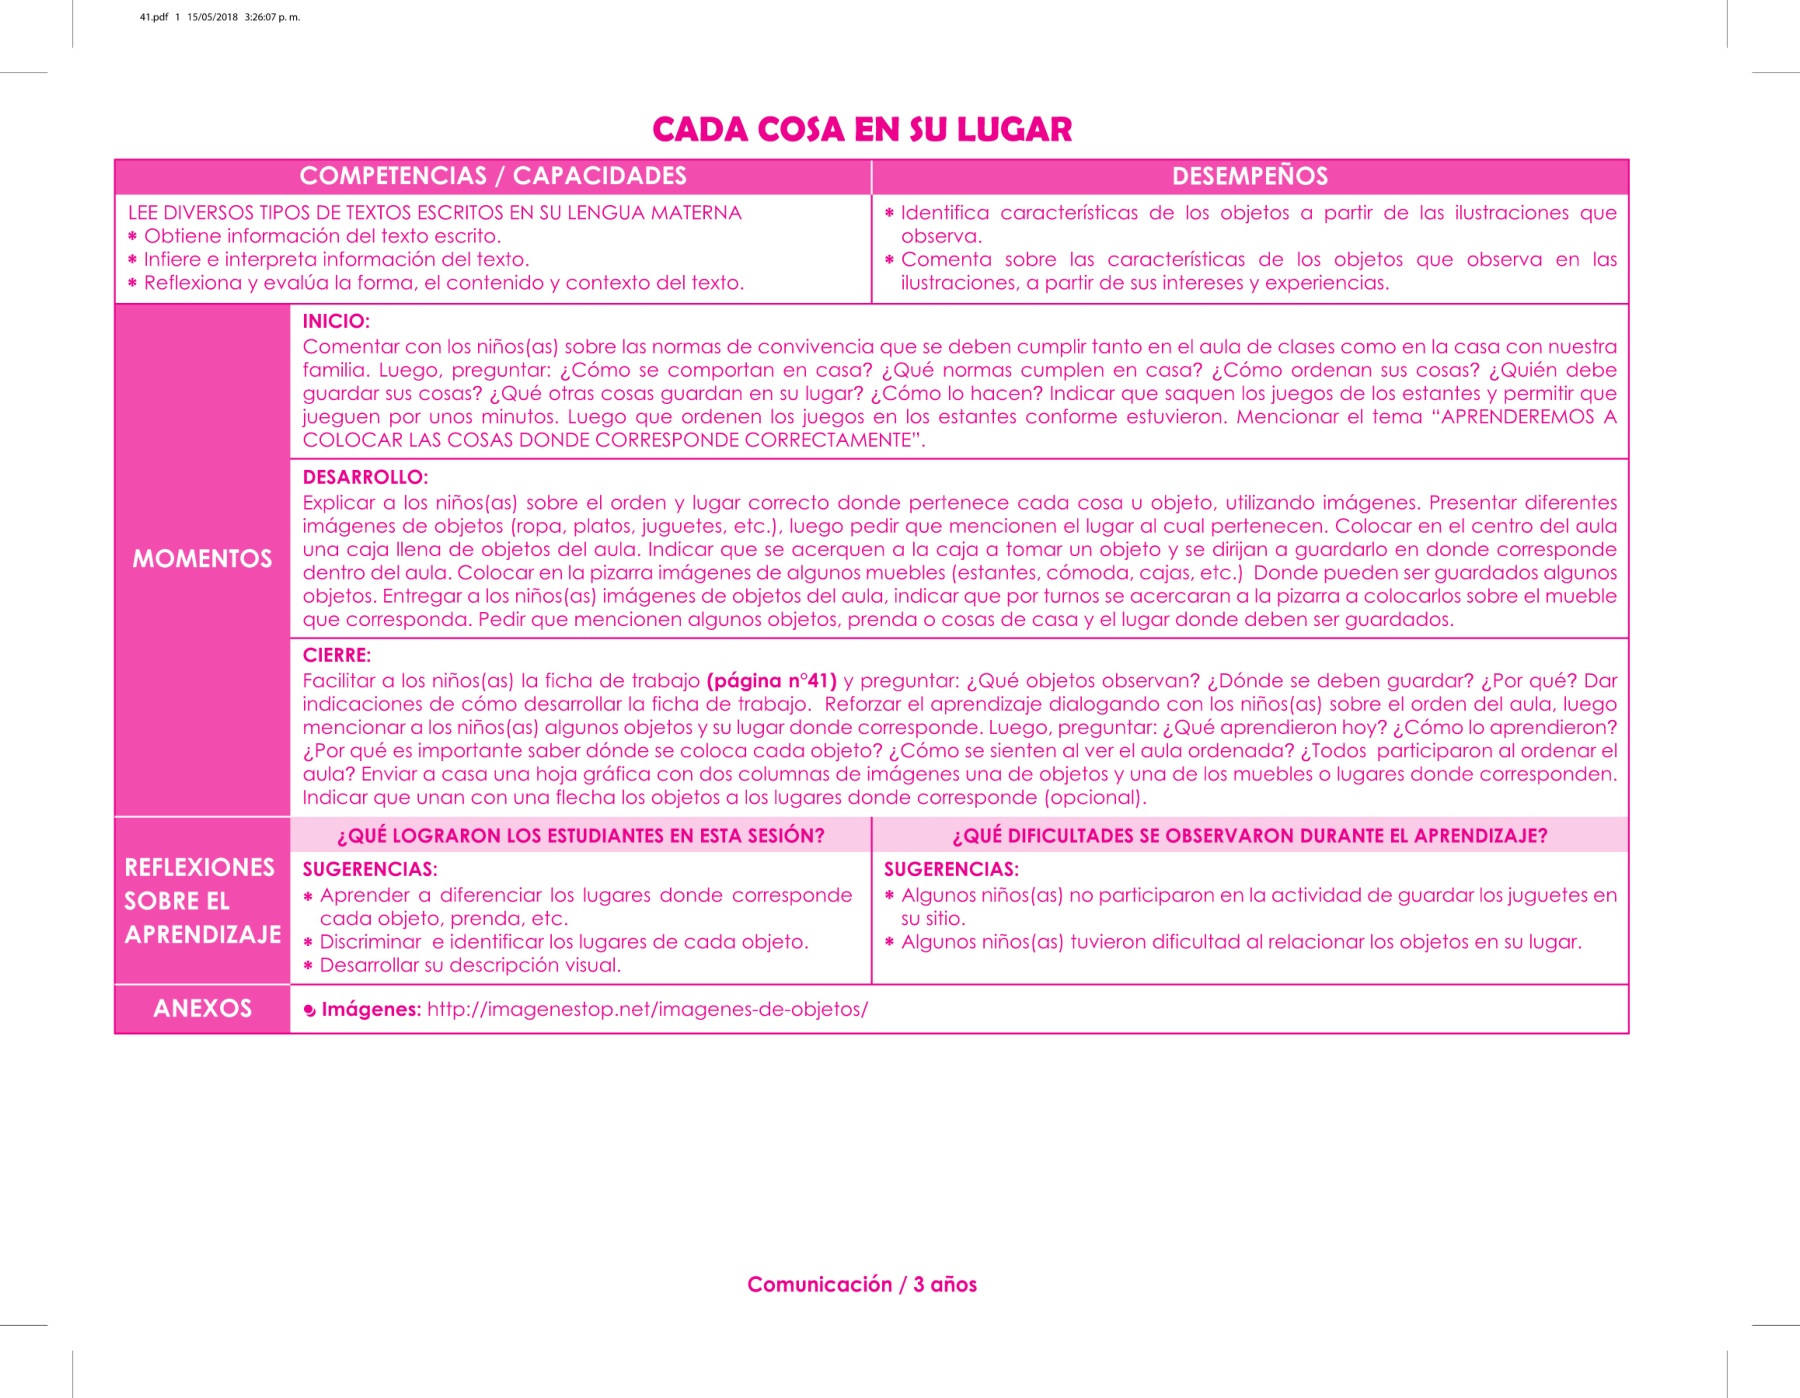 41.pdf 1 15/05/2018 3:26:07 p. m.
CADA COSA EN SU LUGAR
COMPETENCIAS / CAPACIDADES
DESEMPEÑOS
LEE DIVERSOS TIPOS DE TEXTOS ESCRITOS EN SU LENGUA MATERNA
* Obtiene información del texto escrito.
* Infiere e interpreta información del texto.
* Reflexiona y evalúa la forma, el contenido y contexto del texto.
* Identifica características de los objetos a partir de las ilustraciones que
observa.
* Comenta sobre las características de los objetos que observa en las
ilustraciones, a partir de sus intereses y experiencias.
MOMENTOS
INICIO:
Comentar con los niños(as) sobre las normas de convivencia que se deben cumplir tanto en el aula de clases como en la casa con nuestra
familia. Luego, preguntar: ¿Cómo se comportan en casa? ¿Qué normas cumplen en casa? ¿Cómo ordenan sus cosas? ¿Quién debe
guardar sus cosas? ¿Qué otras cosas guardan en su lugar? ¿Cómo lo hacen? Indicar que saquen los juegos de los estantes y permitir que
jueguen por unos minutos. Luego que ordenen los juegos en los estantes conforme estuvieron. Mencionar el tema “APRENDEREMOS A
COLOCAR LAS COSAS DONDE CORRESPONDE CORRECTAMENTE”.
DESARROLLO:
Explicar a los niños(as) sobre el orden y lugar correcto donde pertenece cada cosa u objeto, utilizando imágenes. Presentar diferentes
imágenes de objetos (ropa, platos, juguetes, etc.), luego pedir que mencionen el lugar al cual pertenecen. Colocar en el centro del aula
una caja llena de objetos del aula. Indicar que se acerquen a la caja a tomar un objeto y se dirijan a guardarlo en donde corresponde
dentro del aula. Colocar en la pizarra imágenes de algunos muebles (estantes, cómoda, cajas, etc.) Donde pueden ser guardados algunos
objetos. Entregar a los niños(as) imágenes de objetos del aula, indicar que por turnos se acercaran a la pizarra a colocarlos sobre el mueble
que corresponda. Pedir que mencionen algunos objetos, prenda o cosas de casa y el lugar donde deben ser guardados.
CIERRE:
Facilitar a los niños(as) la ficha de trabajo (página n°41) y preguntar: ¿Qué objetos observan? ¿Dónde se deben guardar? ¿Por qué? Dar
indicaciones de cómo desarrollar la ficha de trabajo. Reforzar el aprendizaje dialogando con los niños(as) sobre el orden del aula, luego
mencionar a los niños(as) algunos objetos y su lugar donde corresponde. Luego, preguntar: ¿Qué aprendieron hoy? ¿Cómo lo aprendieron?
¿Por qué es importante saber dónde se coloca cada objeto? ¿Cómo se sienten al ver el aula ordenada? ¿Todos participaron al ordenar el
aula? Enviar a casa una hoja gráfica con dos columnas de imágenes una de objetos y una de los muebles o lugares donde corresponden.
Indicar que unan con una flecha los objetos a los lugares donde corresponde (opcional).
REFLEXIONES
SOBRE EL
APRENDIZAJE
¿QUÉ LOGRARON LOS ESTUDIANTES EN ESTA SESIÓN?
SUGERENCIAS:
* Aprender a diferenciar los lugares donde corresponde
cada objeto, prenda, etc.
* Discriminar e identificar los lugares de cada objeto.
* Desarrollar su descripción visual.
¿QUÉ DIFICULTADES SE OBSERVARON DURANTE EL APRENDIZAJE?
SUGERENCIAS:
* Algunos niños(as) no participaron en la actividad de guardar los juguetes en
su sitio.
* Algunos niños(as) tuvieron dificultad al relacionar los objetos en su lugar.
ANEXOS
Imágenes: http://imagenestop.net/imagenes-de-objetos/
Comunicación / 3 años